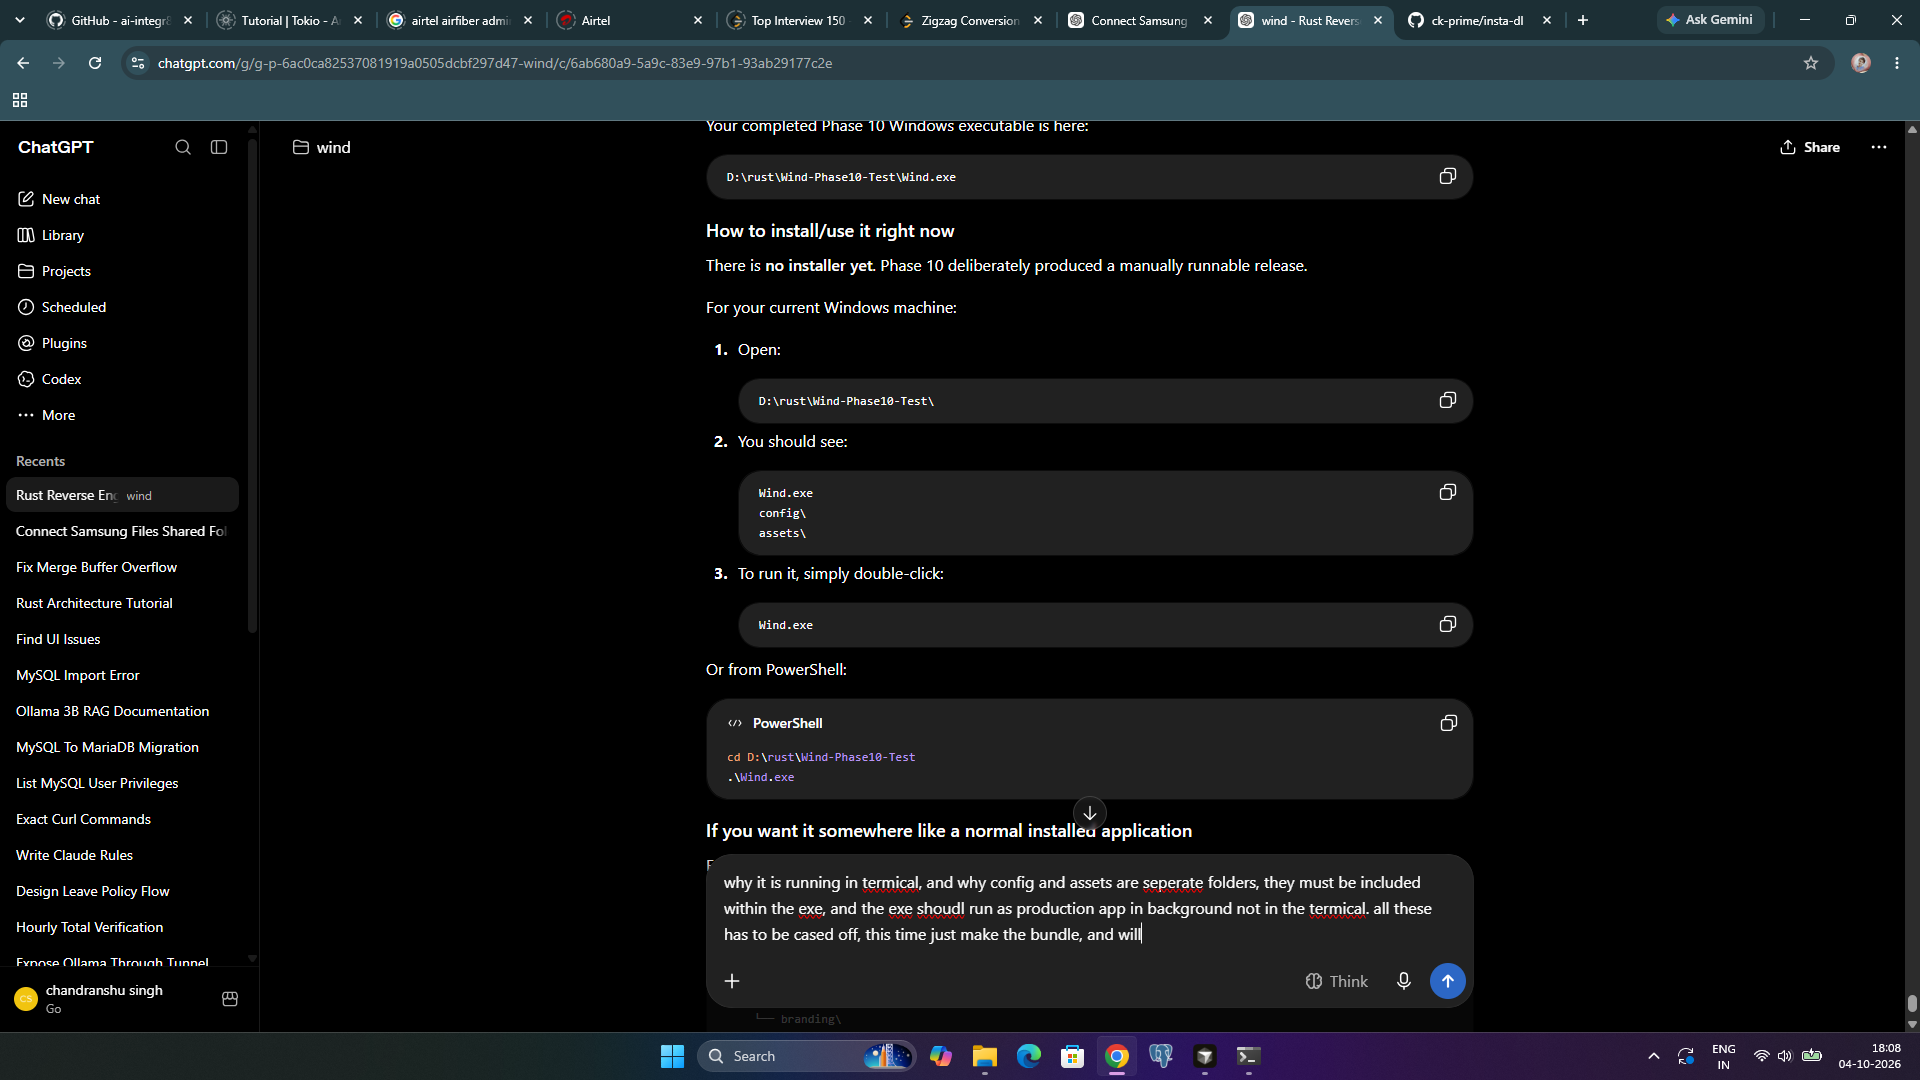 GitHub - ai-integr8
Tutorial | Tokio - A
airtel airfiber admi
Airtel
Top Interview 150
Zigzag Conversion
Connect Samsung
wind - Rust Revers
ck-prime/insta-dl
Ask Gemini
chatgpt.com/g/g-p-6ac0ca82537081919a0505dcbf297d47-wind/c/6ab680a9-5a9c-83e9-97b1-93ab29177c2e
ChatGPT
New chat
Library
Projects
Scheduled
Plugins
Codex
More
Recents
Rust Reverse Eng wind
Connect Samsung Files Shared Fol
Fix Merge Buffer Overflow
Rust Architecture Tutorial
Find UI Issues
MySQL Import Error
Ollama 3B RAG Documentation
MySQL To MariaDB Migration
List MySQL User Privileges
Exact Curl Commands
Write Claude Rules
Design Leave Policy Flow
Hourly Total Verification
Expose Ollama Through Tunnel
CS
chandranshu singh
Go
wind
Share
Your completed Phase 10 Windows executable is here:
D:\rust\Wind-Phase10-Test\Wind.exe
How to install/use it right now
There is no installer yet. Phase 10 deliberately produced a manually runnable release.
For your current Windows machine:
1. Open:
D:\rust\Wind-Phase10-Test\
2. You should see:
Wind.exe
config\
assets\
3. To run it, simply double-click:
Wind.exe
Or from PowerShell:
PowerShell
cd D:\rust\Wind-Phase10-Test
.\Wind.exe
If you want it somewhere like a normal installed application
why it is running in termical, and why config and assets are seperate folders, they must be included
within the exe, and the exe shoudl run as production app in background not in the termical. all these
has to be cased off, this time just make the bundle, and will
Think
└─ branding\
Search
ENG
IN
18:08
04-10-2026